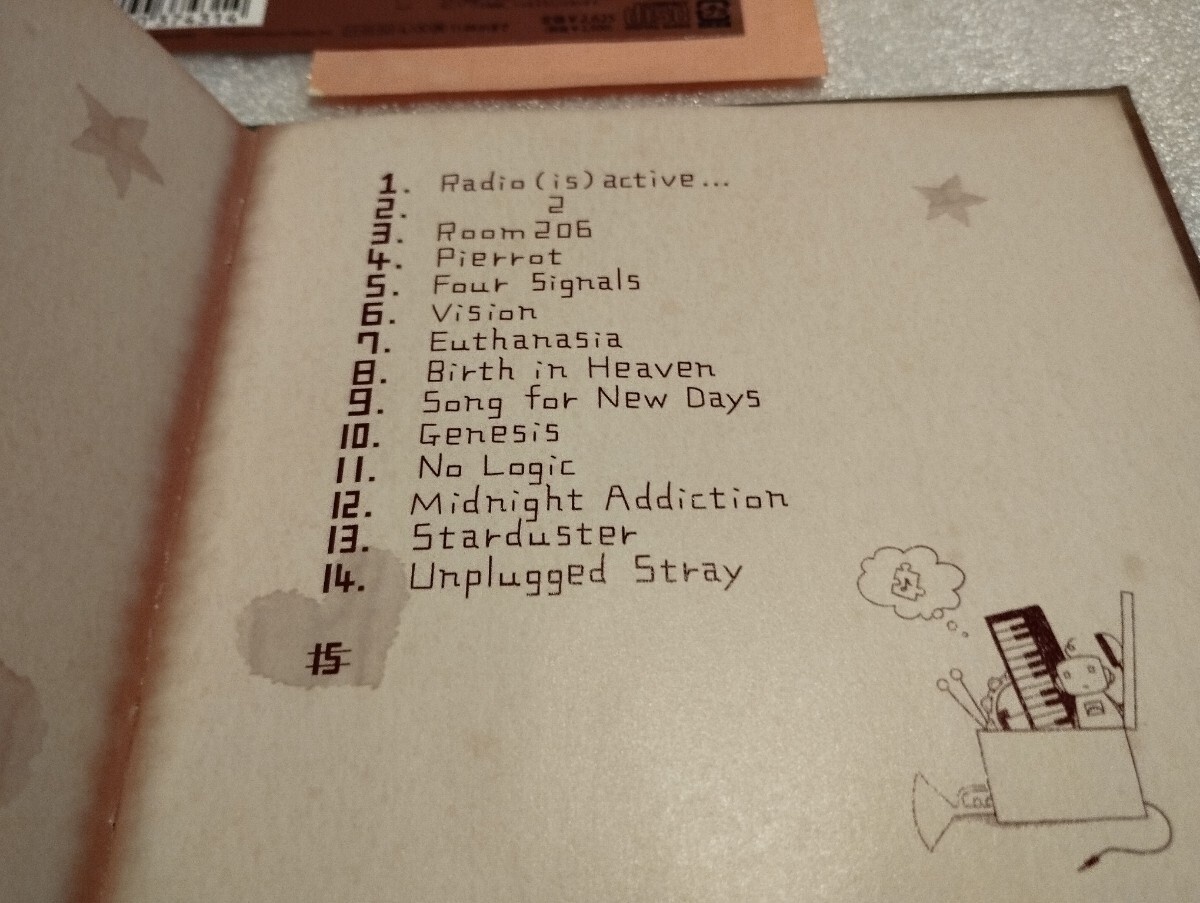 1. Radio(is)active...
2. 2
3. Room206
4. Pierrot
5. Four Signals
6. Vision
7. Euthanasia
8. Birth in Heaven
9. Song for New Days
10. Genesis
11. No Logic
12. Midnight Addiction
13. Starduster
14. Unplugged Stray
15